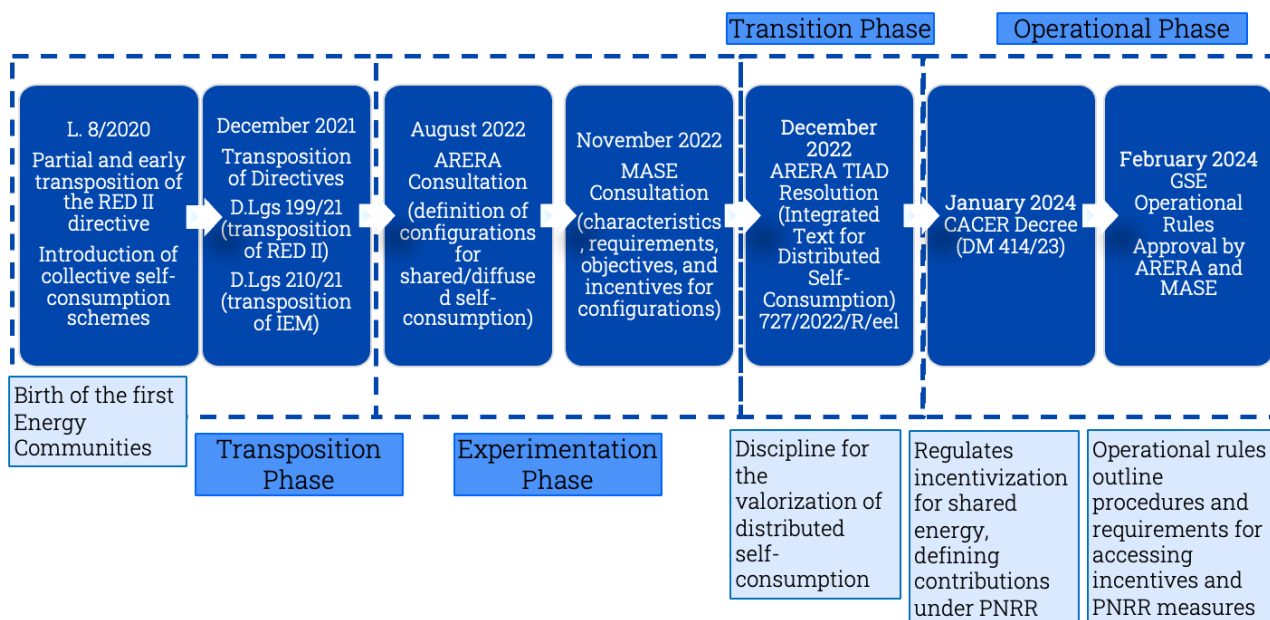 Transition Phase
Operational Phase
L. 8/2020
Partial and early
transposition of
the RED II
directive
Introduction of
collective self-
consumption
schemes
December 2021
Transposition
of Directives
D.Lgs 199/21
(transposition
of RED II)
D.Lgs 210/21
(transposition
of IEM)
August 2022
ARERA
Consultation
(definition of
configurations
for
shared/diffuse
d self-
consumption)
November 2022
MASE
Consultation
(characteristics
, requirements,
objectives, and
incentives for
configurations)
December
2022
ARERA TIAD
Resolution
(Integrated
Text for
Distributed
Self-
Consumption)
727/2022/R/eel
January 2024
CACER Decree
(DM 414/23)
February 2024
GSE
Operational
Rules
Approval by
ARERA and
MASE
Birth of the first
Energy
Communities
Transposition
Phase
Experimentation
Phase
Discipline for
the
valorization of
distributed
self-
consumption
Regulates
incentivization
for shared
energy,
defining
contributions
under PNRR
Operational rules
outline
procedures and
requirements for
accessing
incentives and
PNRR measures